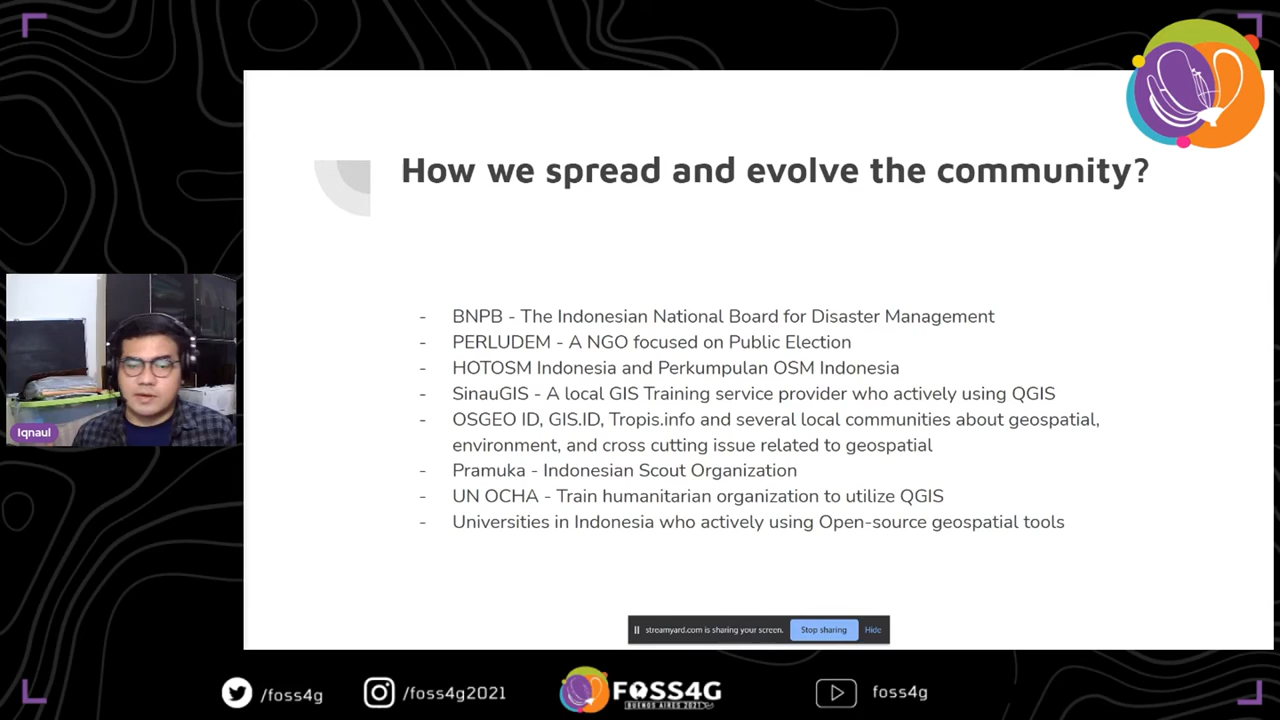 How we spread and evolve the community?
- BNPB - The Indonesian National Board for Disaster Management
- PERLUDEM - A NGO focused on Public Election
- HOTOSM Indonesia and Perkumpulan OSM Indonesia
- SinauGIS - A local GIS Training service provider who actively using QGIS
- OSGEO ID, GIS.ID, Tropis.info and several local communities about geospatial,
environment, and cross cutting issue related to geospatial
- Pramuka - Indonesian Scout Organization
- UN OCHA - Train humanitarian organization to utilize QGIS
- Universities in Indonesia who actively using Open-source geospatial tools
Iqnaul
streamyard.com is sharing your screen. Stop sharing Hide
/foss4g /foss4g2021 FOSS4G foss4g
BUENOS AIRES 2021